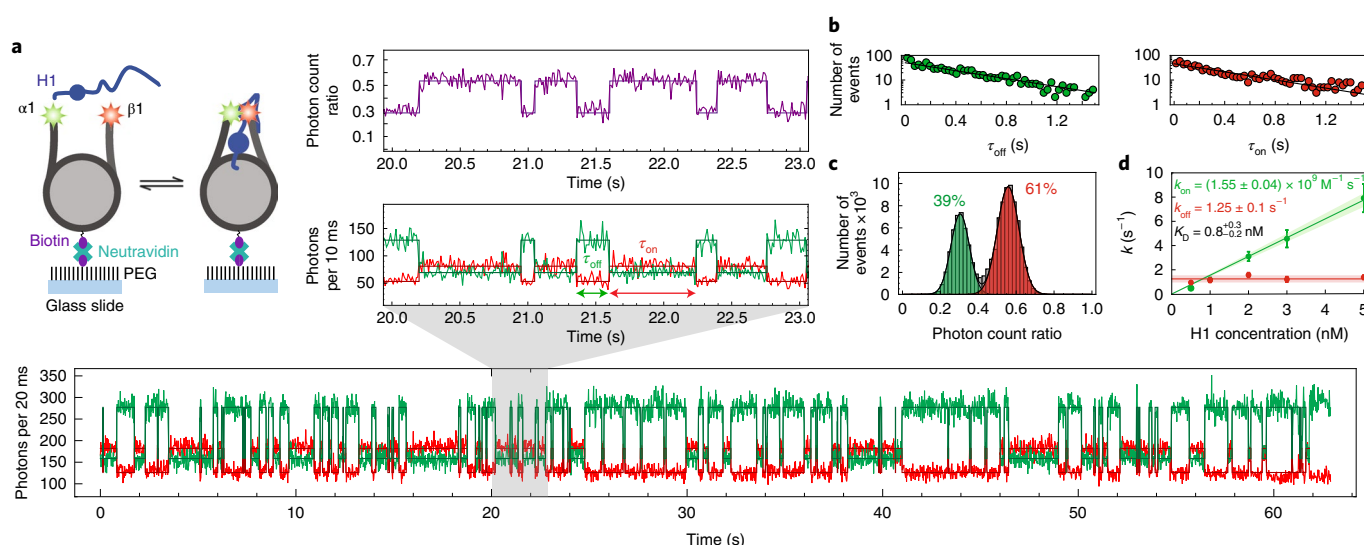 a
H1
α1
β1
Biotin
Neutravidin
PEG
Glass slide
Photon count
ratio
0.7
0.5
0.3
0.1
20.0 20.5 21.0 21.5 22.0 22.5 23.0
Time (s)
Photons
per 10 ms
150
100
50
τoff
τon
20.0 20.5 21.0 21.5 22.0 22.5 23.0
Time (s)
b
Number of
events
100
10
1
0 0.4 0.8 1.2
τoff (s)
100
10
1
0 0.4 0.8 1.2
τon (s)
c
Number of
events ×10³
10
8
6
4
2
0
39%
61%
0 0.2 0.4 0.6 0.8 1.0
Photon count ratio
d
k (s⁻¹)
10
8
6
4
2
0
kon = (1.55 ± 0.04) × 10⁹ M⁻¹ s⁻¹
koff = 1.25 ± 0.1 s⁻¹
KD = 0.8+0.3−0.2 nM
0 1 2 3 4 5
H1 concentration (nM)
Photons per 20 ms
350
300
250
200
150
100
0 10 20 30 40 50 60
Time (s)